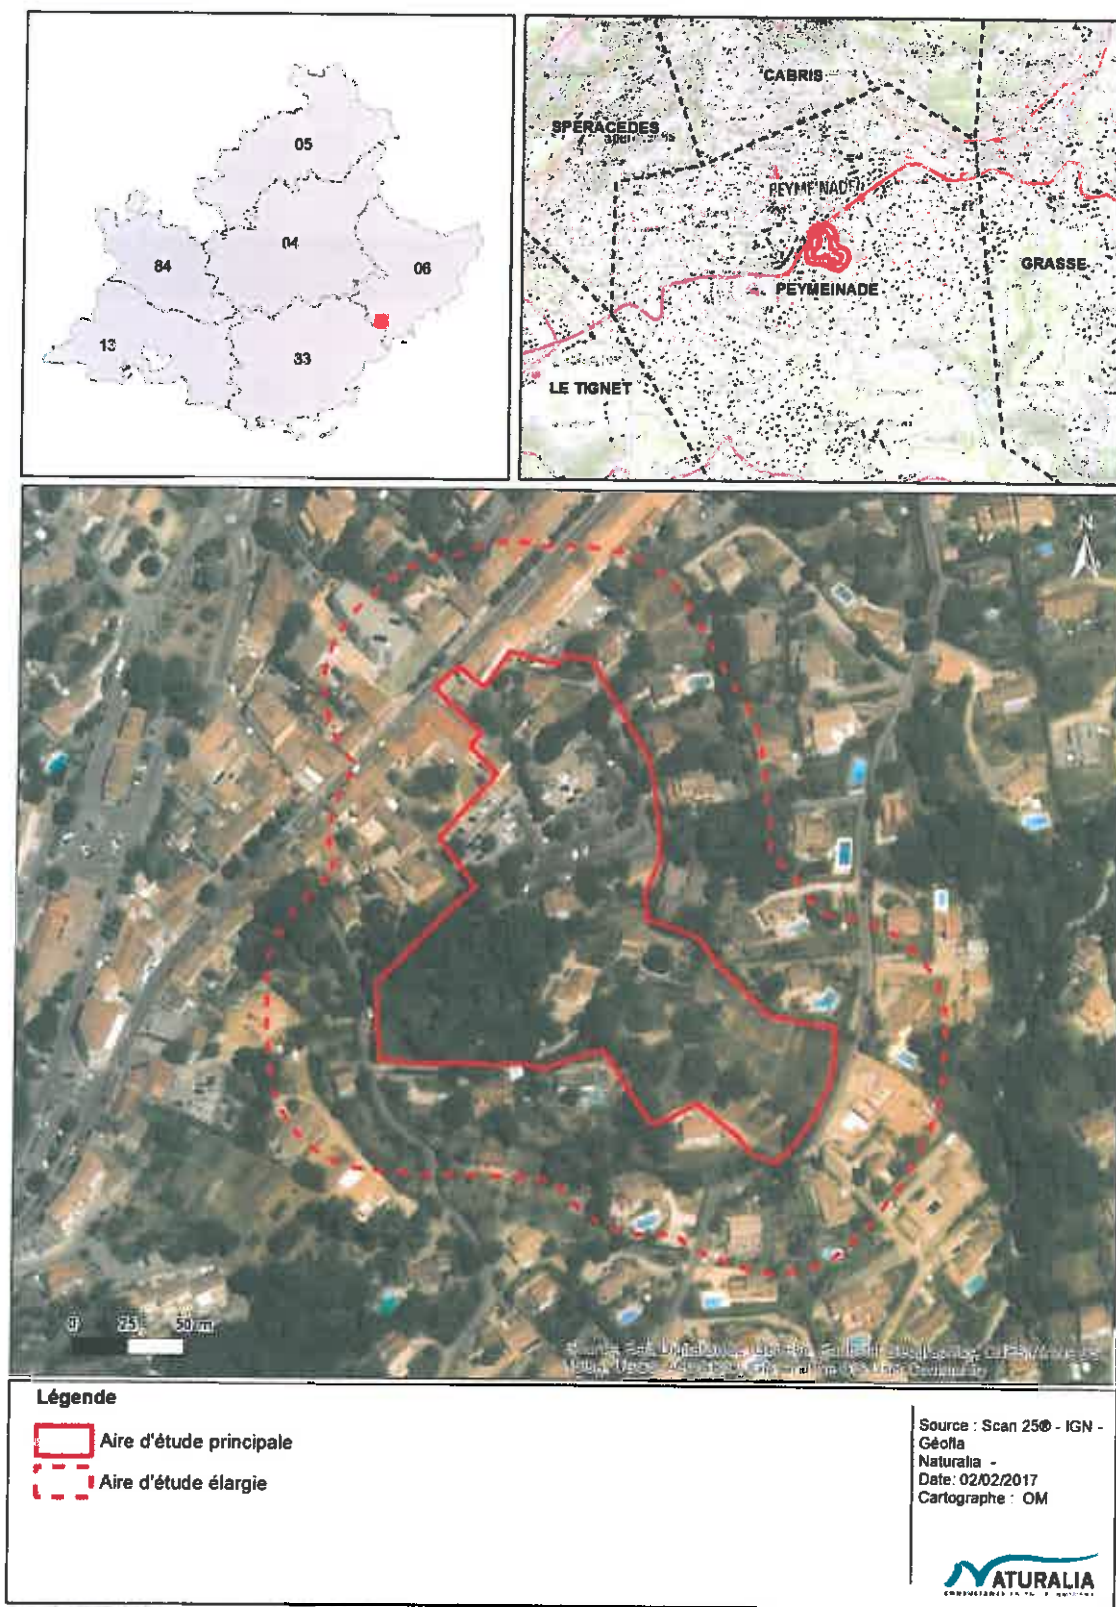 05
04
84
06
13
83
CABRIS
SPERACEDES
PEYMEINADE
GRASSE
PEYMEINADE
LE TIGNET
N
0 25 50 m
Légende
Aire d'étude principale
Aire d'étude élargie
Source : Scan 25® - IGN -
Géofla
Naturalia -
Date: 02/02/2017
Cartographe : OM
NATURALIA